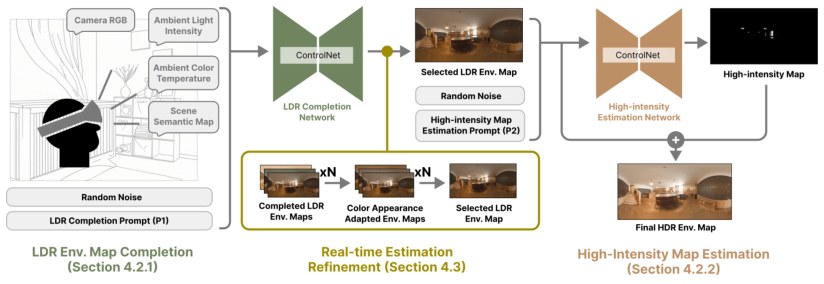 Camera RGB
Ambient Light
Intensity
Ambient Color
Temperature
Scene
Semantic Map
Random Noise
LDR Completion Prompt (P1)
LDR Env. Map Completion
(Section 4.2.1)
ControlNet
LDR Completion
Network
Selected LDR Env. Map
Random Noise
High-intensity Map
Estimation Prompt (P2)
xN
xN
Completed LDR
Env. Maps
Color Appearance
Adapted Env. Maps
Selected LDR
Env. Map
Real-time Estimation
Refinement (Section 4.3)
ControlNet
High-intensity
Estimation Network
High-intensity Map
+
Final HDR Env. Map
High-Intensity Map Estimation
(Section 4.2.2)